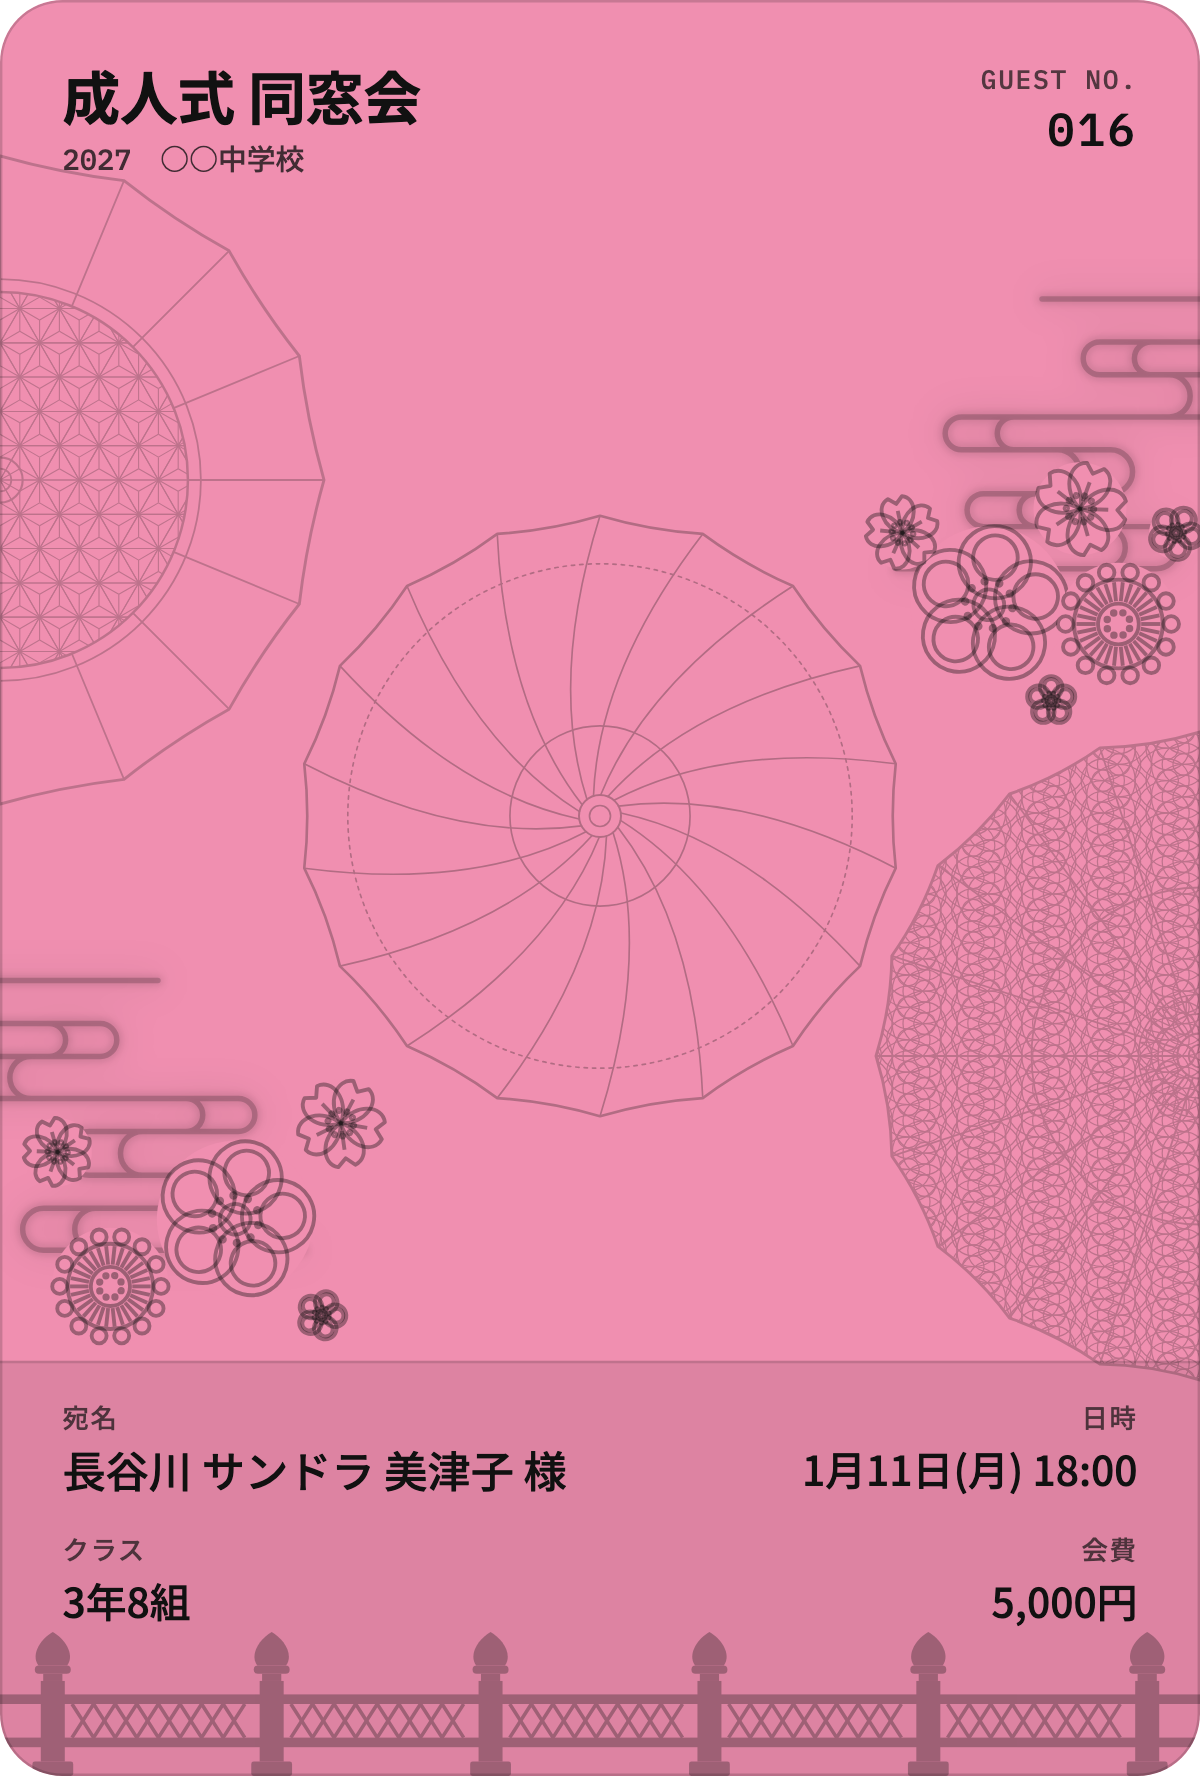 成人式 同窓会
2027 〇〇中学校
GUEST NO.
016
宛名
長谷川 サンドラ 美津子 様
日時
1月11日(月) 18:00
クラス
3年8組
会費
5,000円